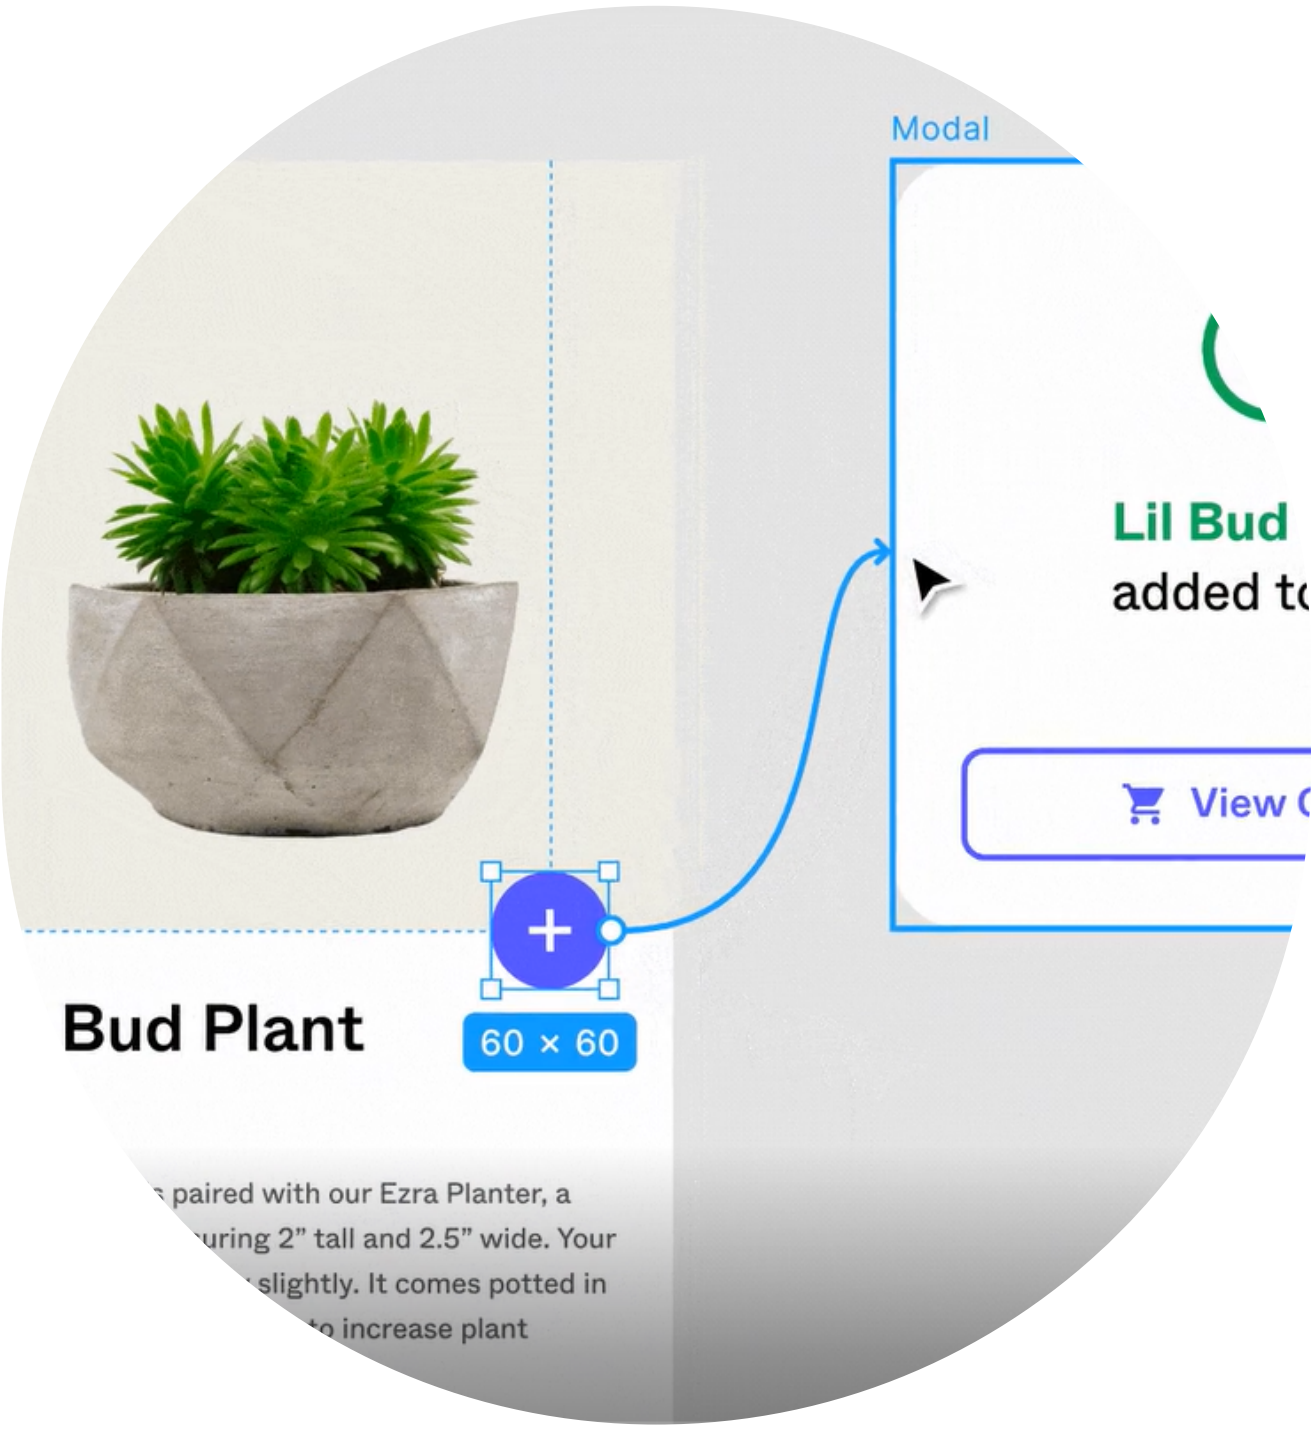 Modal
Lil Bud
added to
View
Bud Plant
60 × 60
paired with our Ezra Planter, a
2” tall and 2.5” wide. Your
slightly. It comes potted in
to increase plant